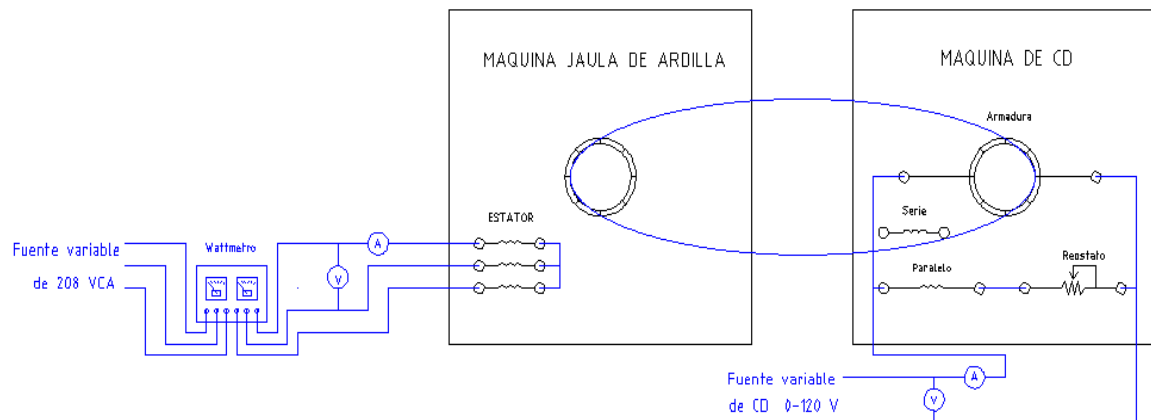 MAQUINA JAULA DE ARDILLA
MAQUINA DE CD
Armadura
ESTATOR
Serie
Fuente variable
de 208 VCA
Wattmetro
A
V
Paralelo
Reostato
Fuente variable
de CD 0-120 V
A
V